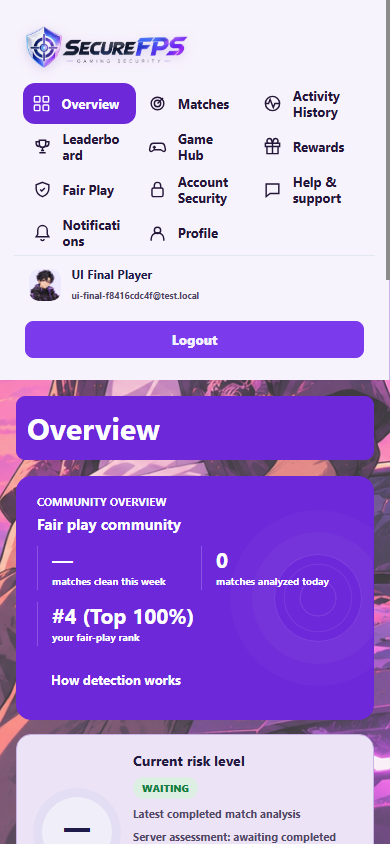 SECUREFPS
GAMING SECURITY
Overview
Matches
Activity
History
Leaderbo
ard
Game
Hub
Rewards
Fair Play
Account
Security
Help &
support
Notificati
ons
Profile
UI Final Player
ui-final-f8416cdc4f@test.local
Logout
Overview
COMMUNITY OVERVIEW
Fair play community
—
matches clean this week
0
matches analyzed today
#4 (Top 100%)
your fair-play rank
How detection works
Current risk level
WAITING
Latest completed match analysis
—
Server assessment: awaiting completed